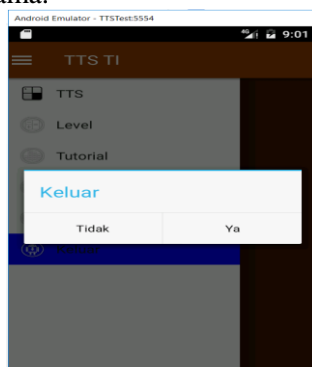 Android Emulator - TTSTest:5554
9:01
TTS TI
TTS
Level
Tutorial
Keluar
Tidak
Ya